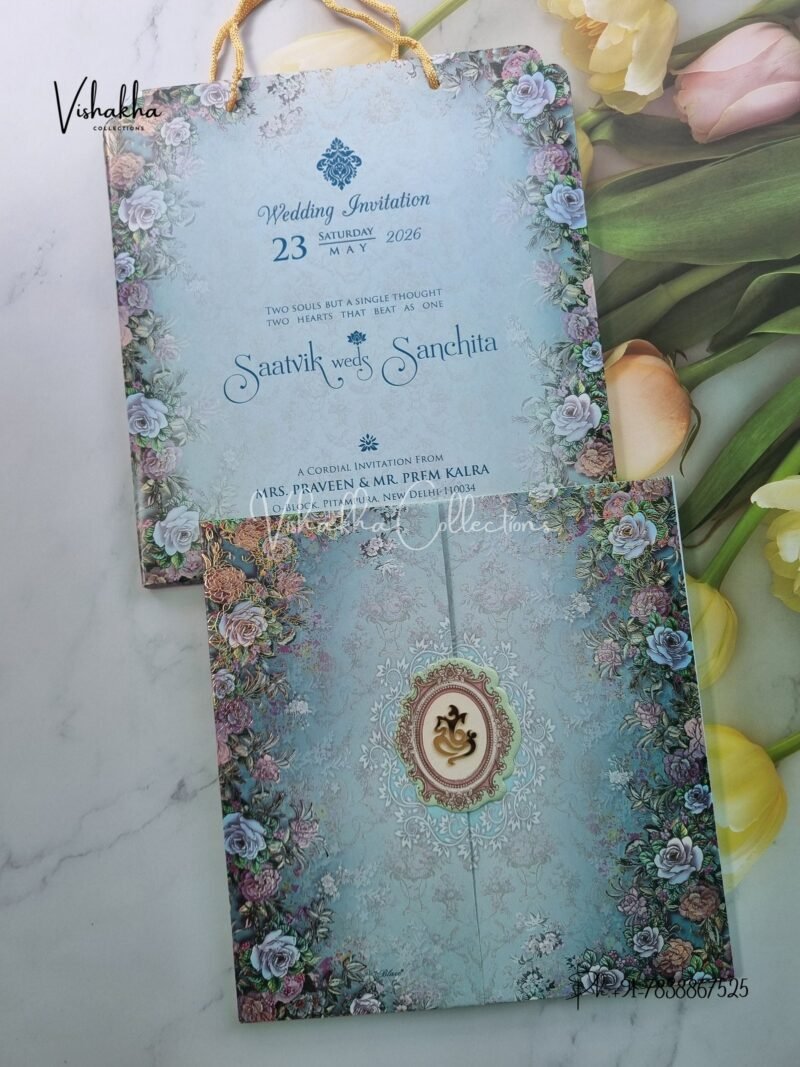 Vishakha
COLLECTIONS
Wedding Invitation
23 SATURDAY MAY 2026
TWO SOULS BUT A SINGLE THOUGHT
TWO HEARTS THAT BEAT AS ONE
Saatvik weds Sanchita
A CORDIAL INVITATION FROM
MRS. PRAVEEN & MR. PREM KALRA
O-BLOCK, PITAMPURA, NEW DELHI-110034
Vishakha Collections
+91-7838867525